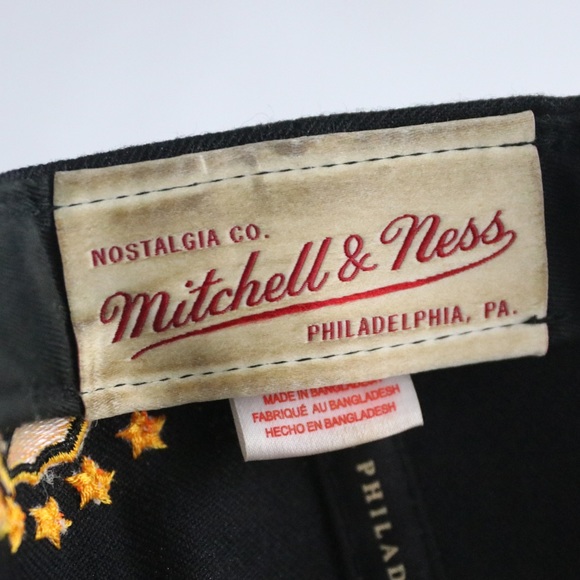 NOSTALGIA CO.
Mitchell & Ness
PHILADELPHIA, PA.
MADE IN BANGLADESH
FABRIQUÉ AU BANGLADESH
HECHO EN BANGLADESH
PHILAD